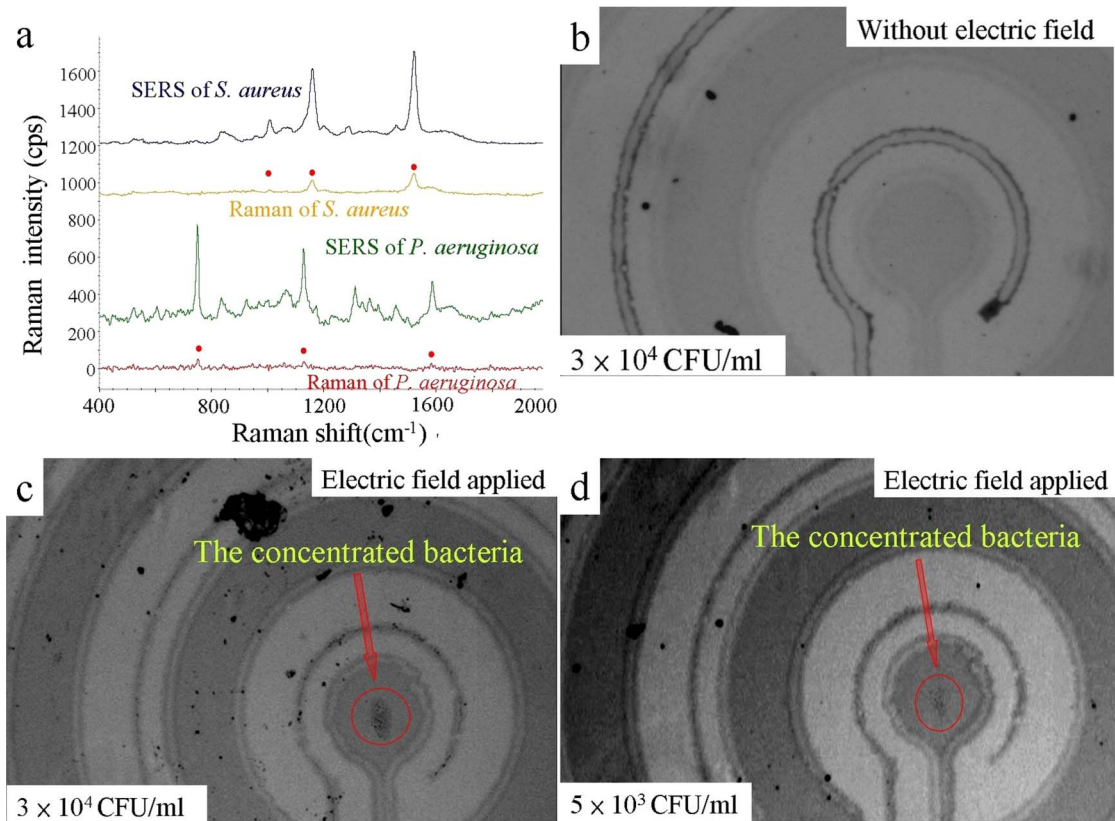 a
1600
1400
1200
1000
800
600
400
200
0
Raman intensity (cps)
SERS of S. aureus
Raman of S. aureus
SERS of P. aeruginosa
Raman of P. aeruginosa
400 800 1200 1600 2000
Raman shift(cm⁻¹)
b
Without electric field
3 × 10⁴ CFU/ml
c
Electric field applied
The concentrated bacteria
3 × 10⁴ CFU/ml
d
Electric field applied
The concentrated bacteria
5 × 10³ CFU/ml